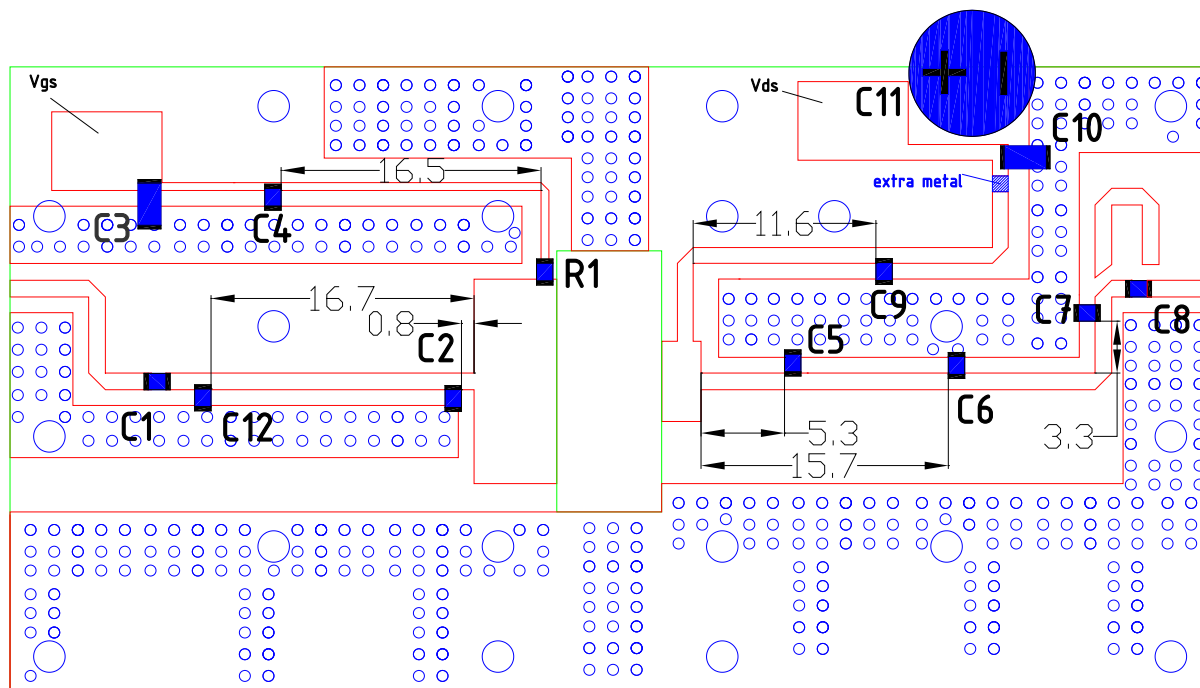 Vgs
Vds
C11
C10
16,5
extra metal
C3
C4
11,6
R1
16,7
0,8
C2
C9
C7
C8
C5
C1
C12
C6
5,3
3,3
15,7